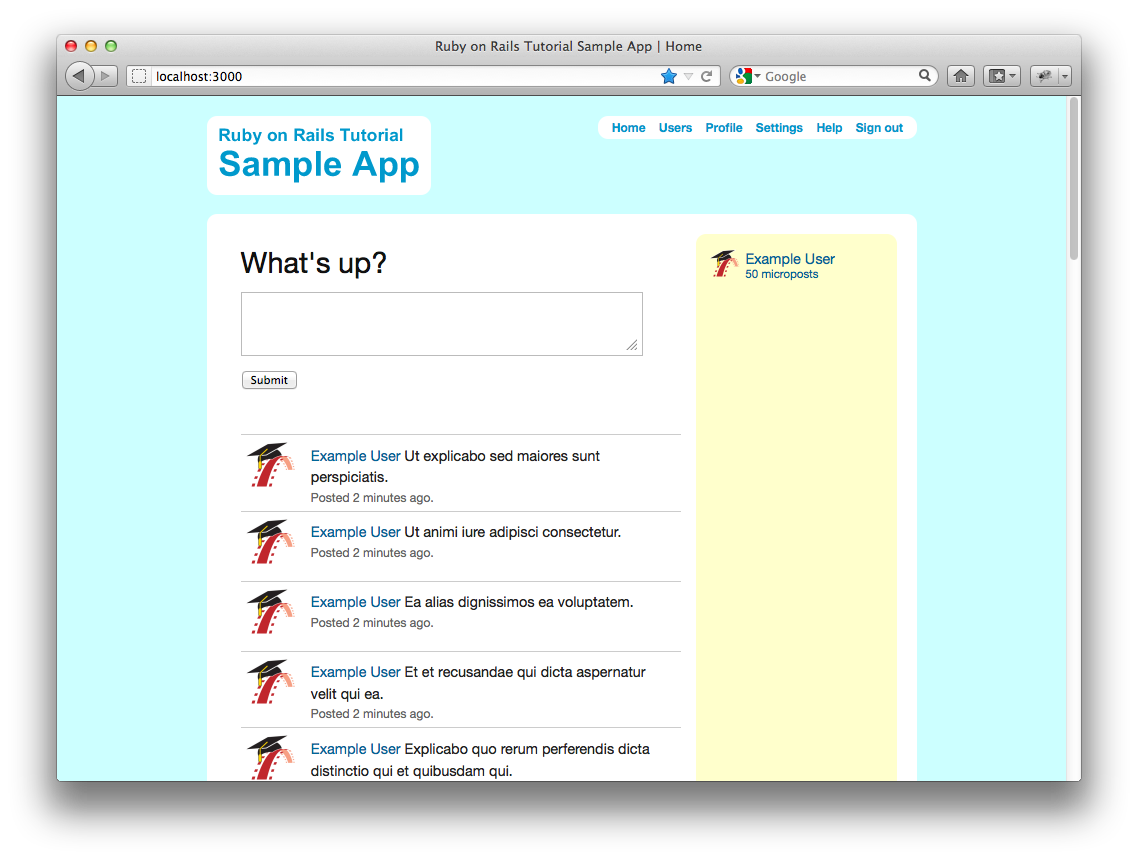 Ruby on Rails Tutorial Sample App | Home
localhost:3000
Google
Ruby on Rails Tutorial
Sample App
Home Users Profile Settings Help Sign out
What's up?
Submit
Example User
50 microposts
Example User Ut explicabo sed maiores sunt
perspiciatis.
Posted 2 minutes ago.
Example User Ut animi iure adipisci consectetur.
Posted 2 minutes ago.
Example User Ea alias dignissimos ea voluptatem.
Posted 2 minutes ago.
Example User Et et recusandae qui dicta aspernatur
velit qui ea.
Posted 2 minutes ago.
Example User Explicabo quo rerum perferendis dicta
distinctio qui et quibusdam qui.